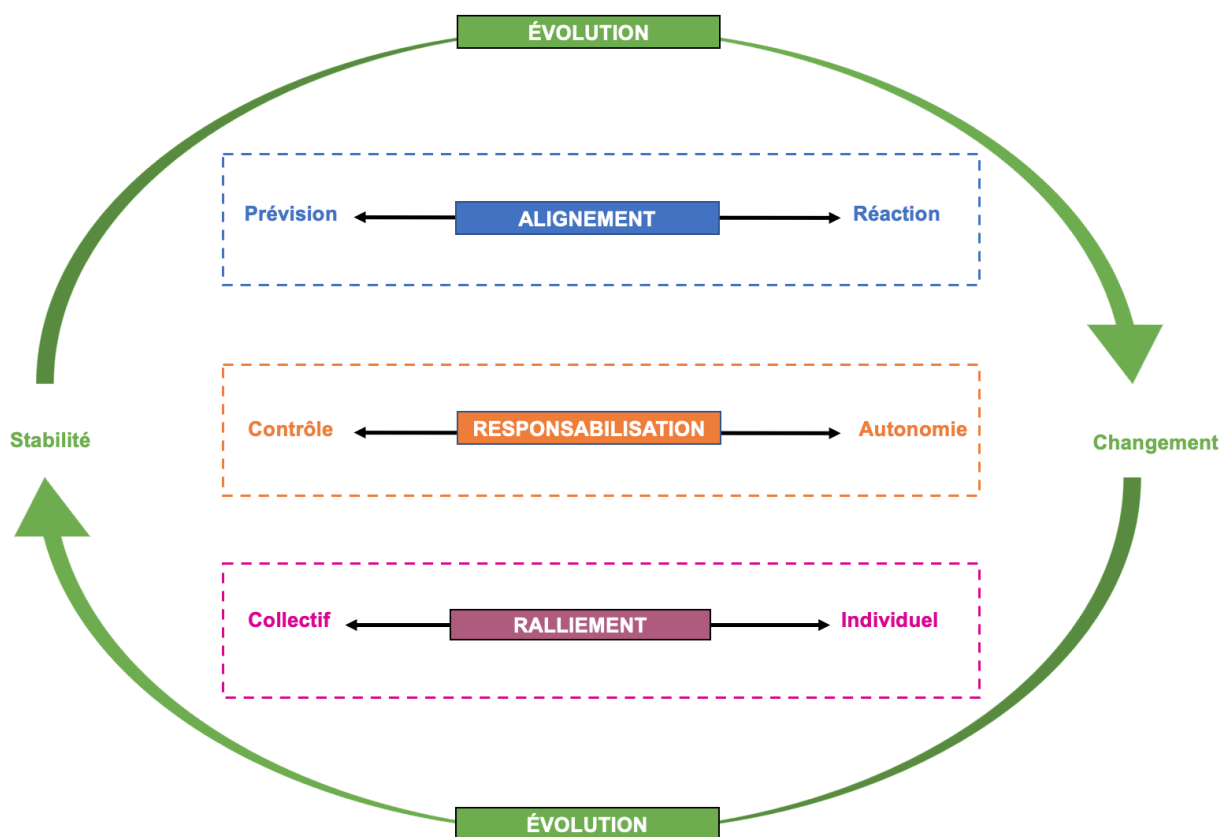 ÉVOLUTION
Prévision
ALIGNEMENT
Réaction
Contrôle
RESPONSABILISATION
Autonomie
Stabilité
Changement
Collectif
RALLIEMENT
Individuel
ÉVOLUTION